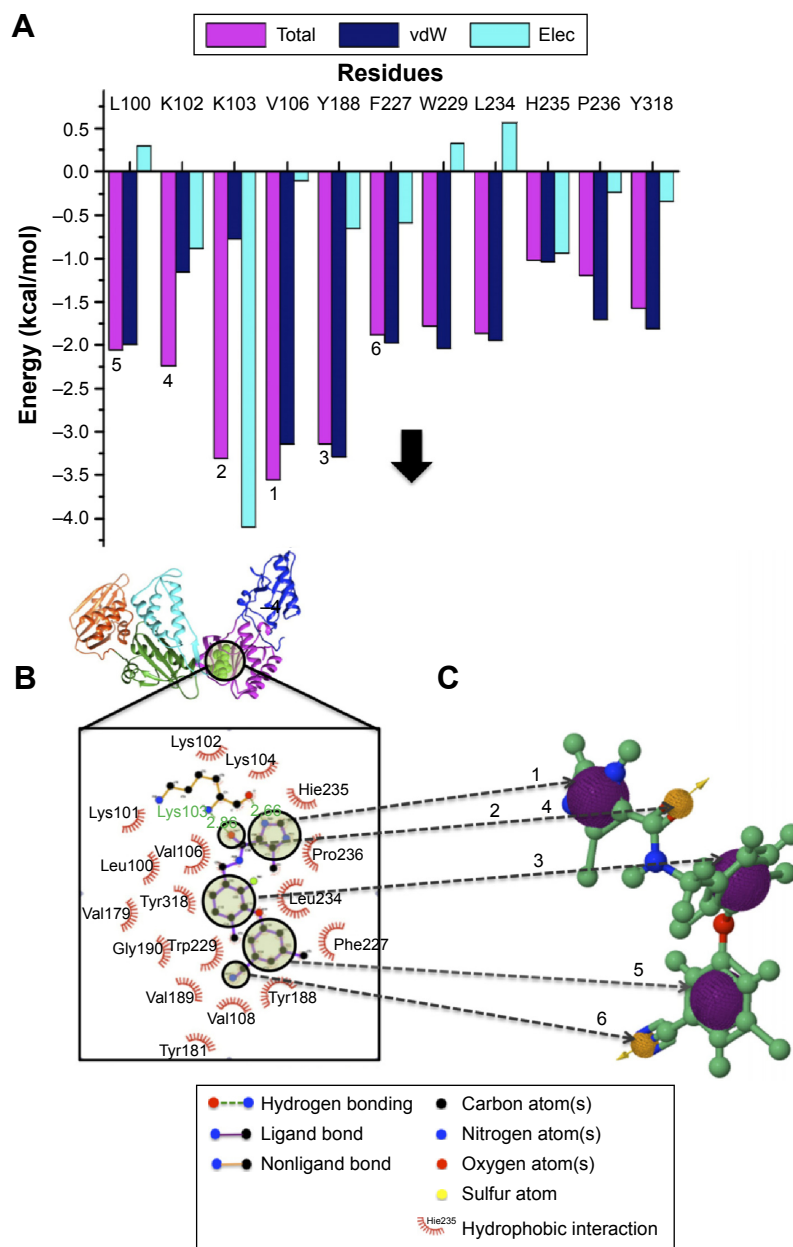 A
Total vdW Elec
Residues
L100 K102 K103 V106 Y188 F227 W229 L234 H235 P236 Y318
Energy (kcal/mol)
0.5
0.0
−0.5
−1.0
−1.5
−2.0
−2.5
−3.0
−3.5
−4.0
5
4
2
1
3
6
−4
B
C
Lys102
Lys104
Hie235
Lys101
Lys103
2.86
2.66
Val106
Pro236
Leu100
Tyr318
Leu234
Val179
Gly190
Trp229
Phe227
Val189
Tyr188
Val108
Tyr181
1
2
4
3
5
6
Hydrogen bonding
Ligand bond
Nonligand bond
Carbon atom(s)
Nitrogen atom(s)
Oxygen atom(s)
Sulfur atom
Hie235 Hydrophobic interaction